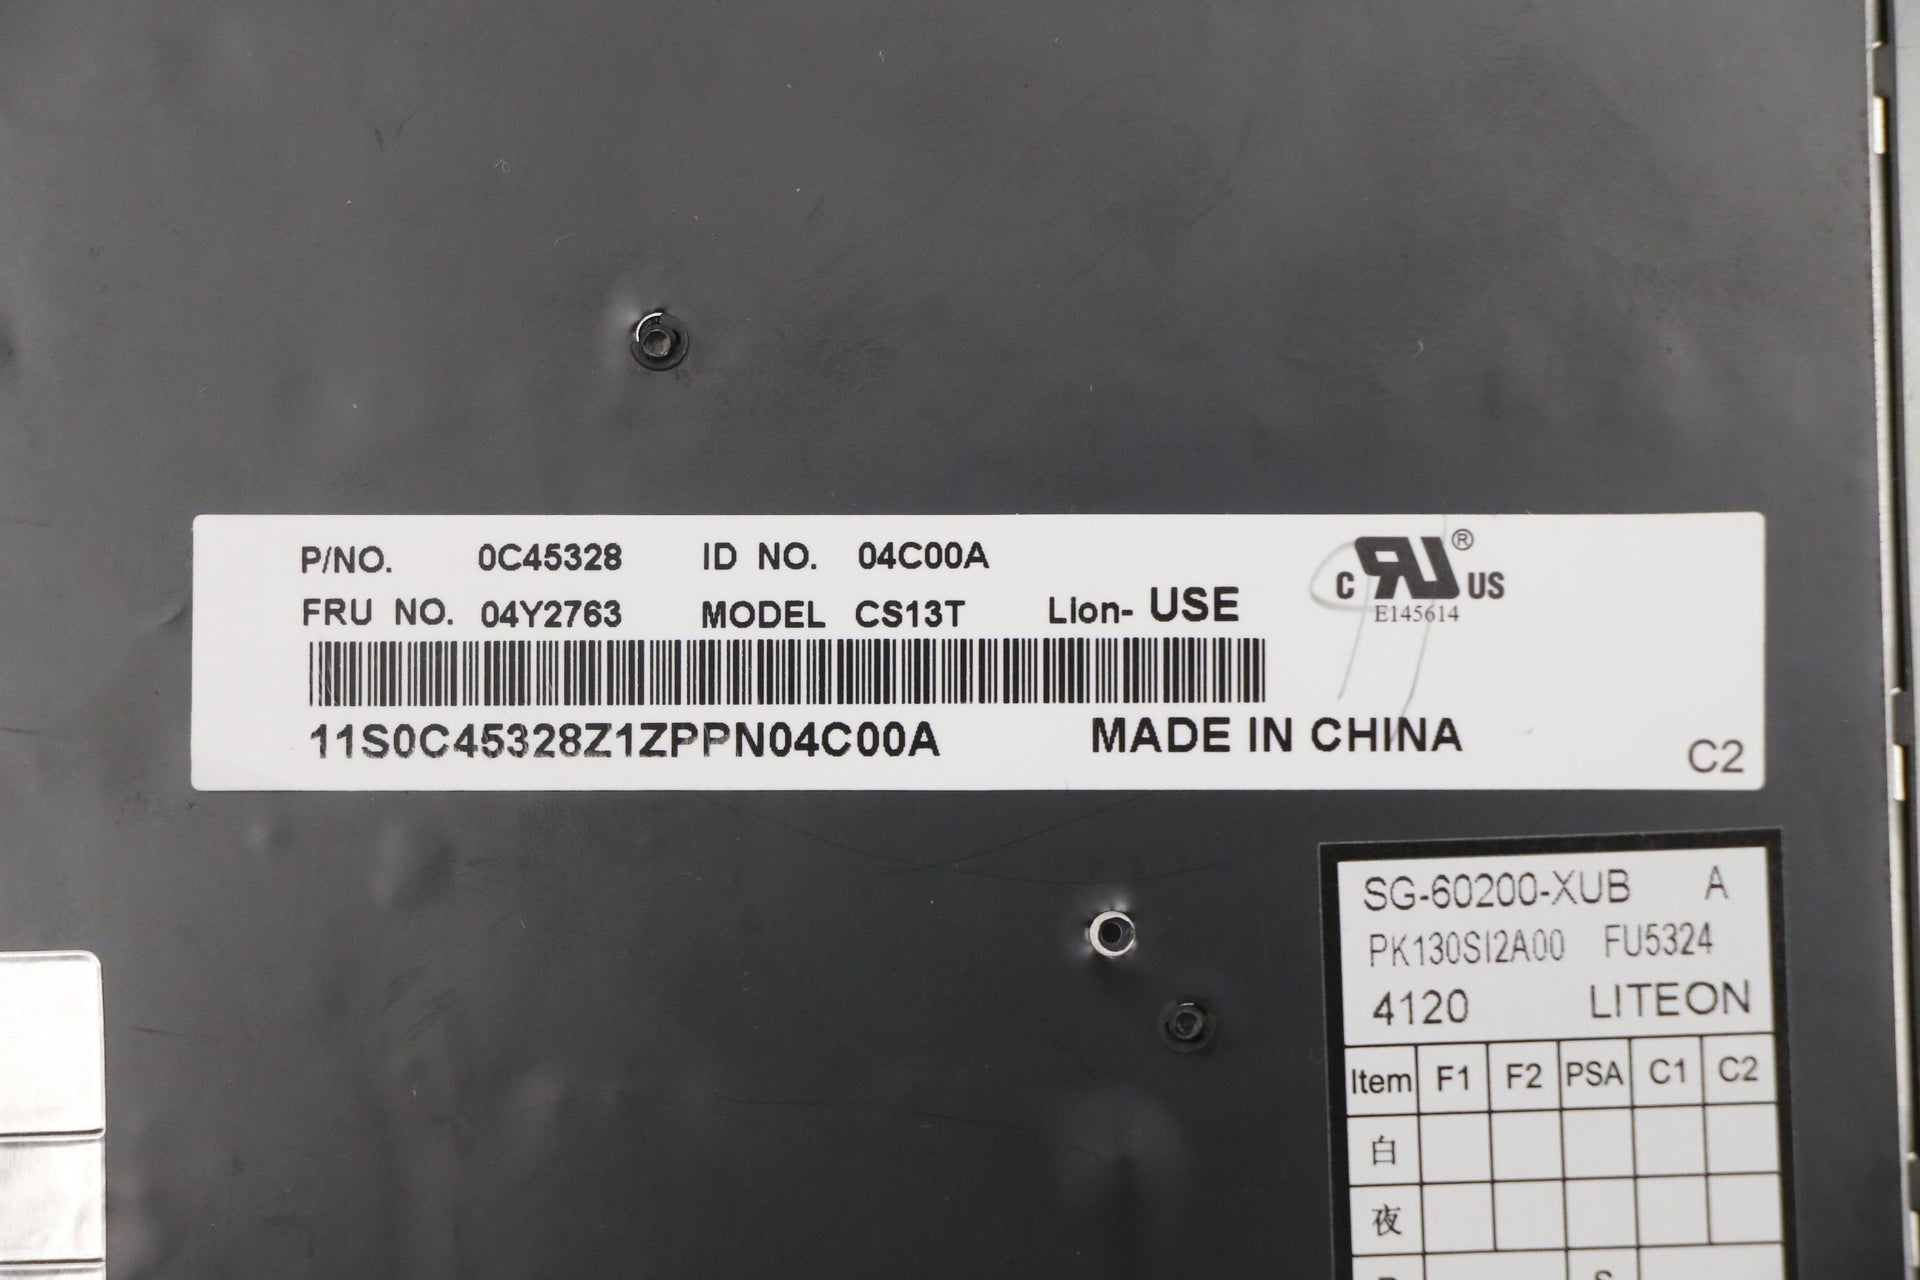 P/NO. 0C45328 ID NO. 04C00A
FRU NO. 04Y2763 MODEL CS13T Lion- USE
11S0C45328Z1ZPPN04C00A MADE IN CHINA
C RU ® US
E145614
C2
SG-60200-XUB A
PK130SI2A00 FU5324
4120 LITEON
Item F1 F2 PSA C1 C2
白
夜